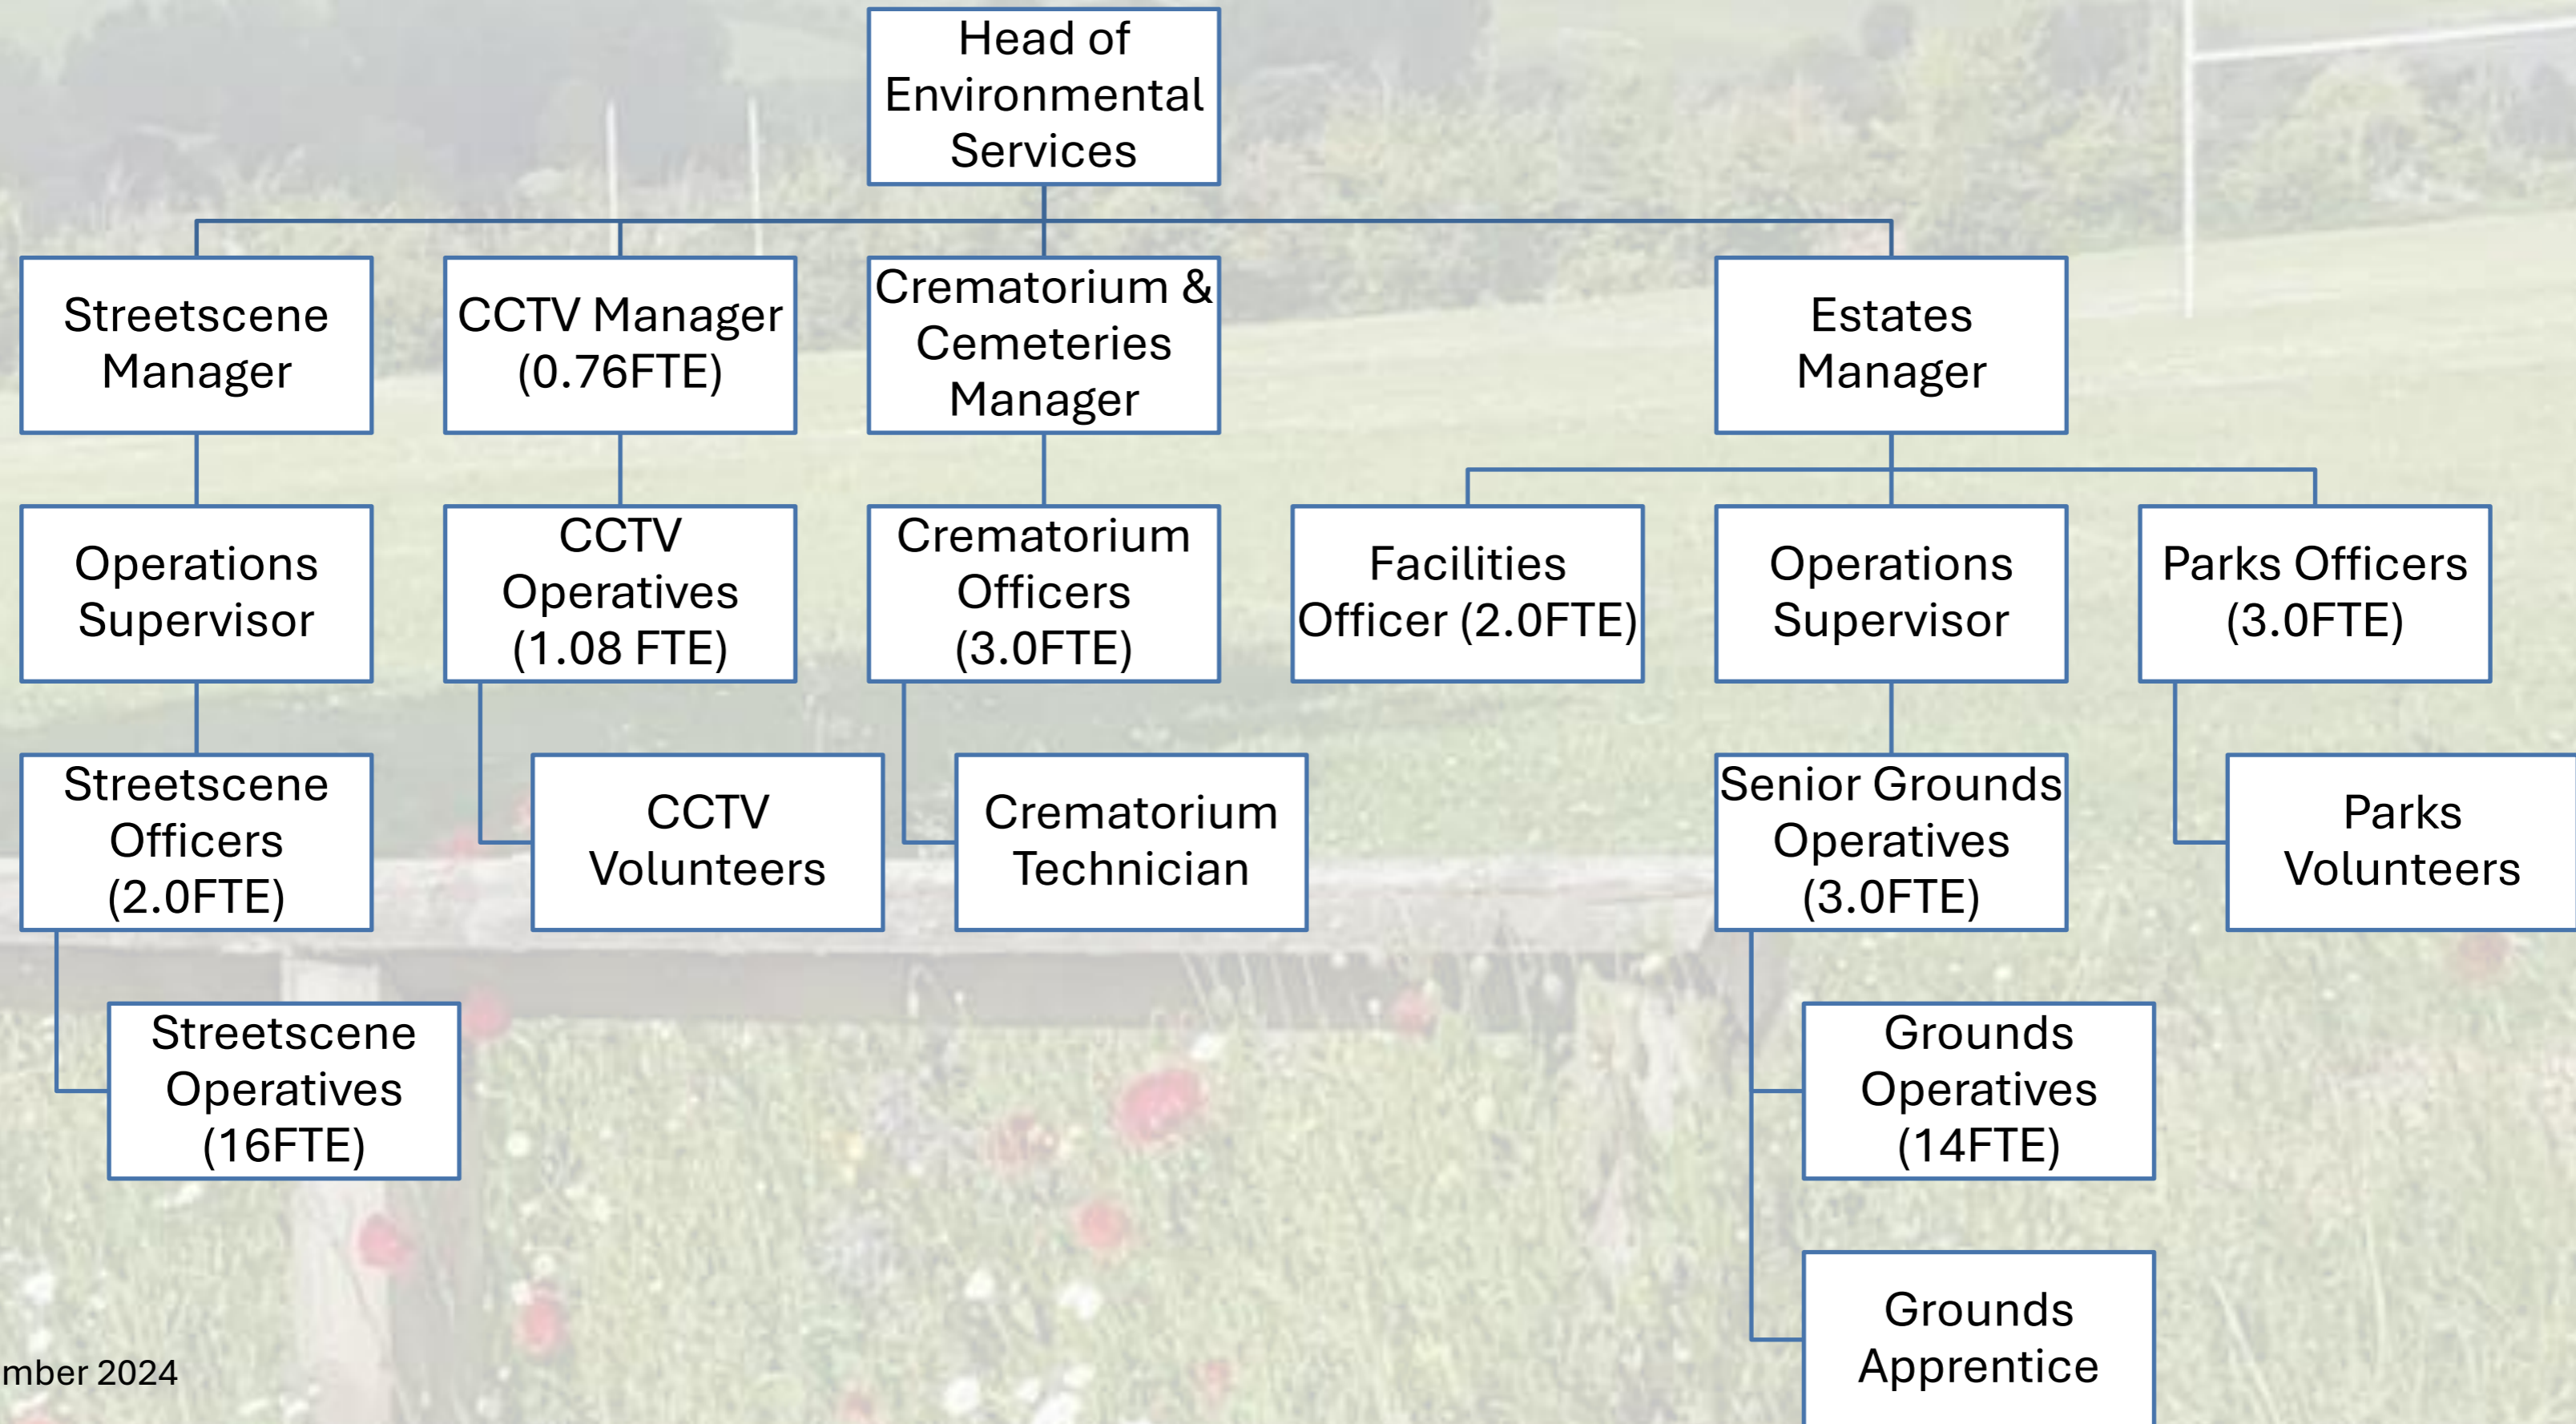 Head of
Environmental
Services
Streetscene
Manager
CCTV Manager
(0.76FTE)
Crematorium &
Cemeteries
Manager
Estates
Manager
Operations
Supervisor
CCTV
Operatives
(1.08 FTE)
Crematorium
Officers
(3.0FTE)
Facilities
Officer (2.0FTE)
Operations
Supervisor
Parks Officers
(3.0FTE)
Streetscene
Officers
(2.0FTE)
CCTV
Volunteers
Crematorium
Technician
Senior Grounds
Operatives
(3.0FTE)
Parks
Volunteers
Streetscene
Operatives
(16FTE)
Grounds
Operatives
(14FTE)
Grounds
Apprentice
mber 2024